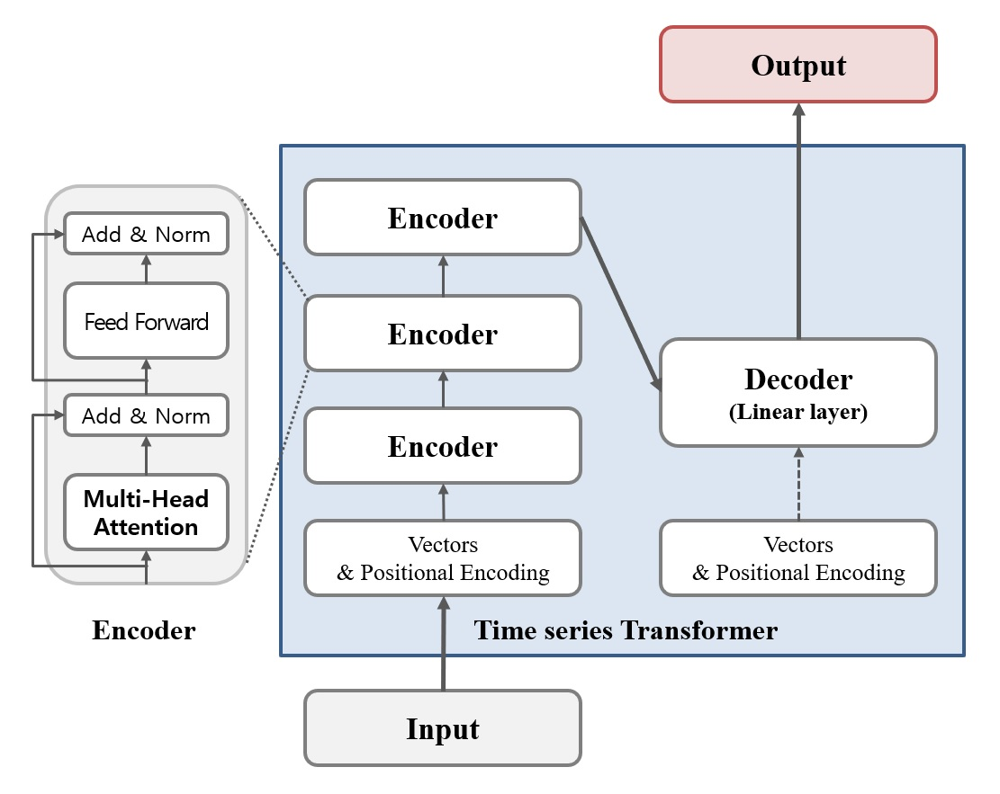 Output
Add & Norm
Feed Forward
Add & Norm
Multi-Head
Attention
Encoder
Encoder
Encoder
Encoder
Vectors
& Positional Encoding
Decoder
(Linear layer)
Vectors
& Positional Encoding
Time series Transformer
Input